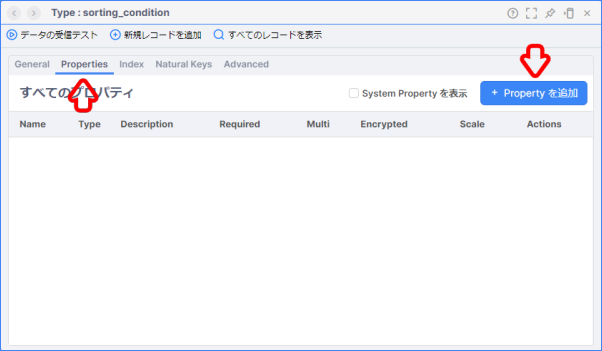 Type : sorting_condition
データの受信テスト 新規レコードを追加 すべてのレコードを表示
General Properties Index Natural Keys Advanced
すべてのプロパティ System Property を表示 + Property を追加
Name Type Description Required Multi Encrypted Scale Actions